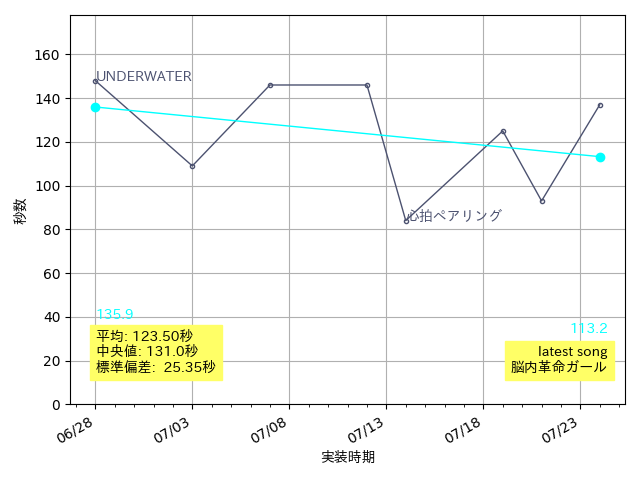 160
140
120
100
80
60
40
20
0
秒数
UNDERWATER
心拍ペアリング
135.9
113.2
平均: 123.50秒
中央値: 131.0秒
標準偏差: 25.35秒
latest song
脳内革命ガール
06/28
07/03
07/08
07/13
07/18
07/23
実装時期